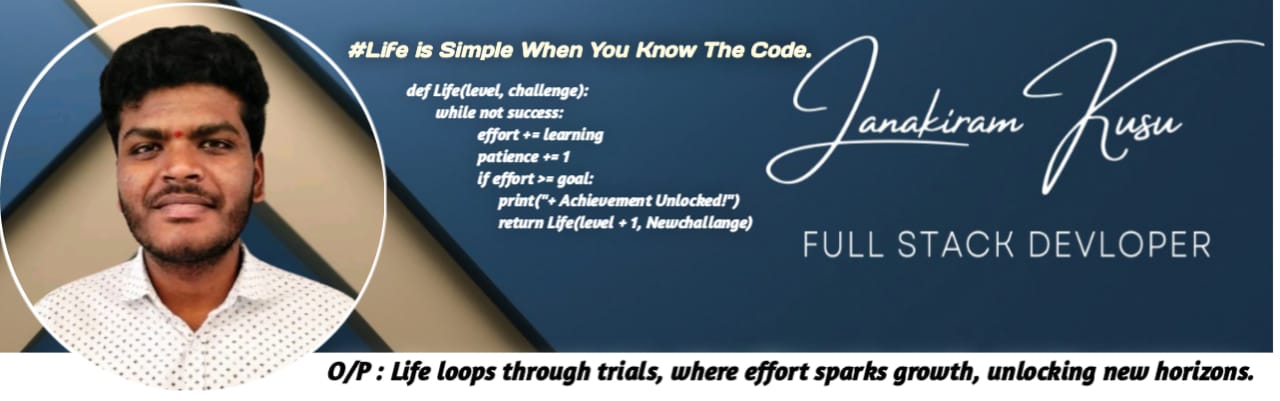 #Life is Simple When You Know The Code.
def Life(level, challenge):
while not success:
effort += learning
patience += 1
if effort >= goal:
print("+ Achievement Unlocked!")
return Life(level + 1, Newchallange)
Janakiram Kusu
FULL STACK DEVLOPER
O/P : Life loops through trials, where effort sparks growth, unlocking new horizons.